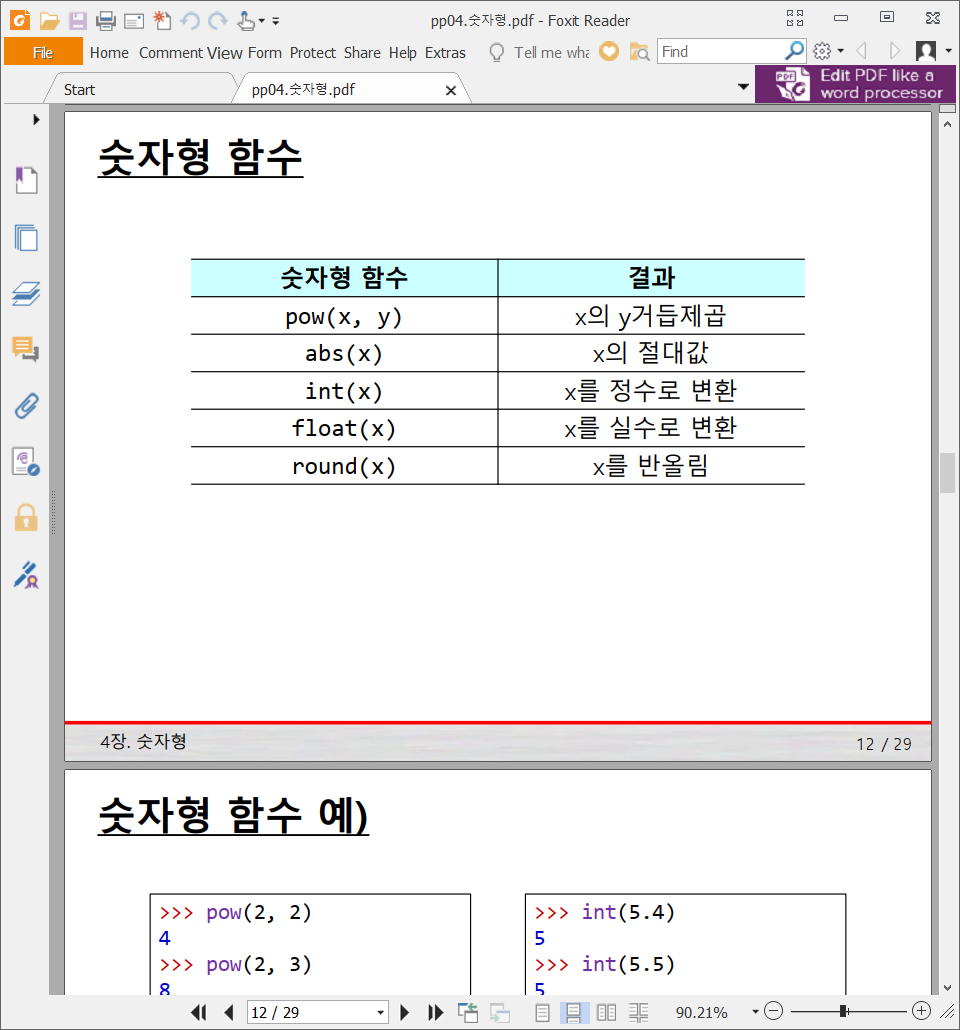 pp04.숫자형.pdf - Foxit Reader
File Home Comment View Form Protect Share Help Extras Tell me wha Find
Start pp04.숫자형.pdf
Edit PDF like a
word processor
숫자형 함수
숫자형 함수 결과
pow(x, y) x의 y거듭제곱
abs(x) x의 절대값
int(x) x를 정수로 변환
float(x) x를 실수로 변환
round(x) x를 반올림
4장. 숫자형 12 / 29
숫자형 함수 예)
>>> pow(2, 2) >>> int(5.4)
4 5
>>> pow(2, 3) >>> int(5.5)
8 5
12 / 29 90.21%